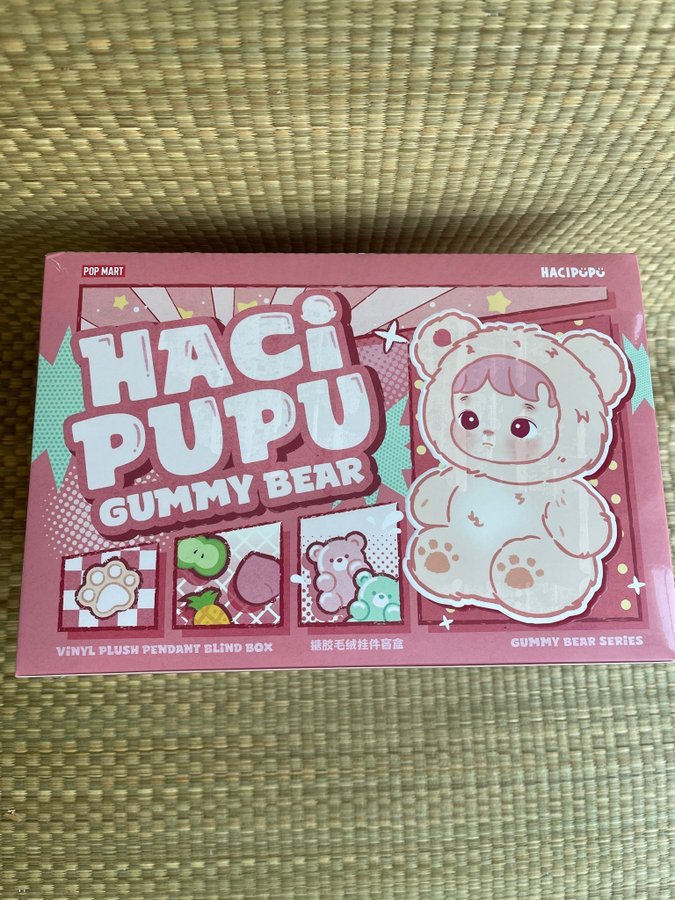 POP MART
HACIPUPU
HACi
PUPU
GUMMY BEAR
ViNYL PLUSH PENDANT BLiND BOX
搪胶毛绒挂件盲盒
GUMMY BEAR SERiES